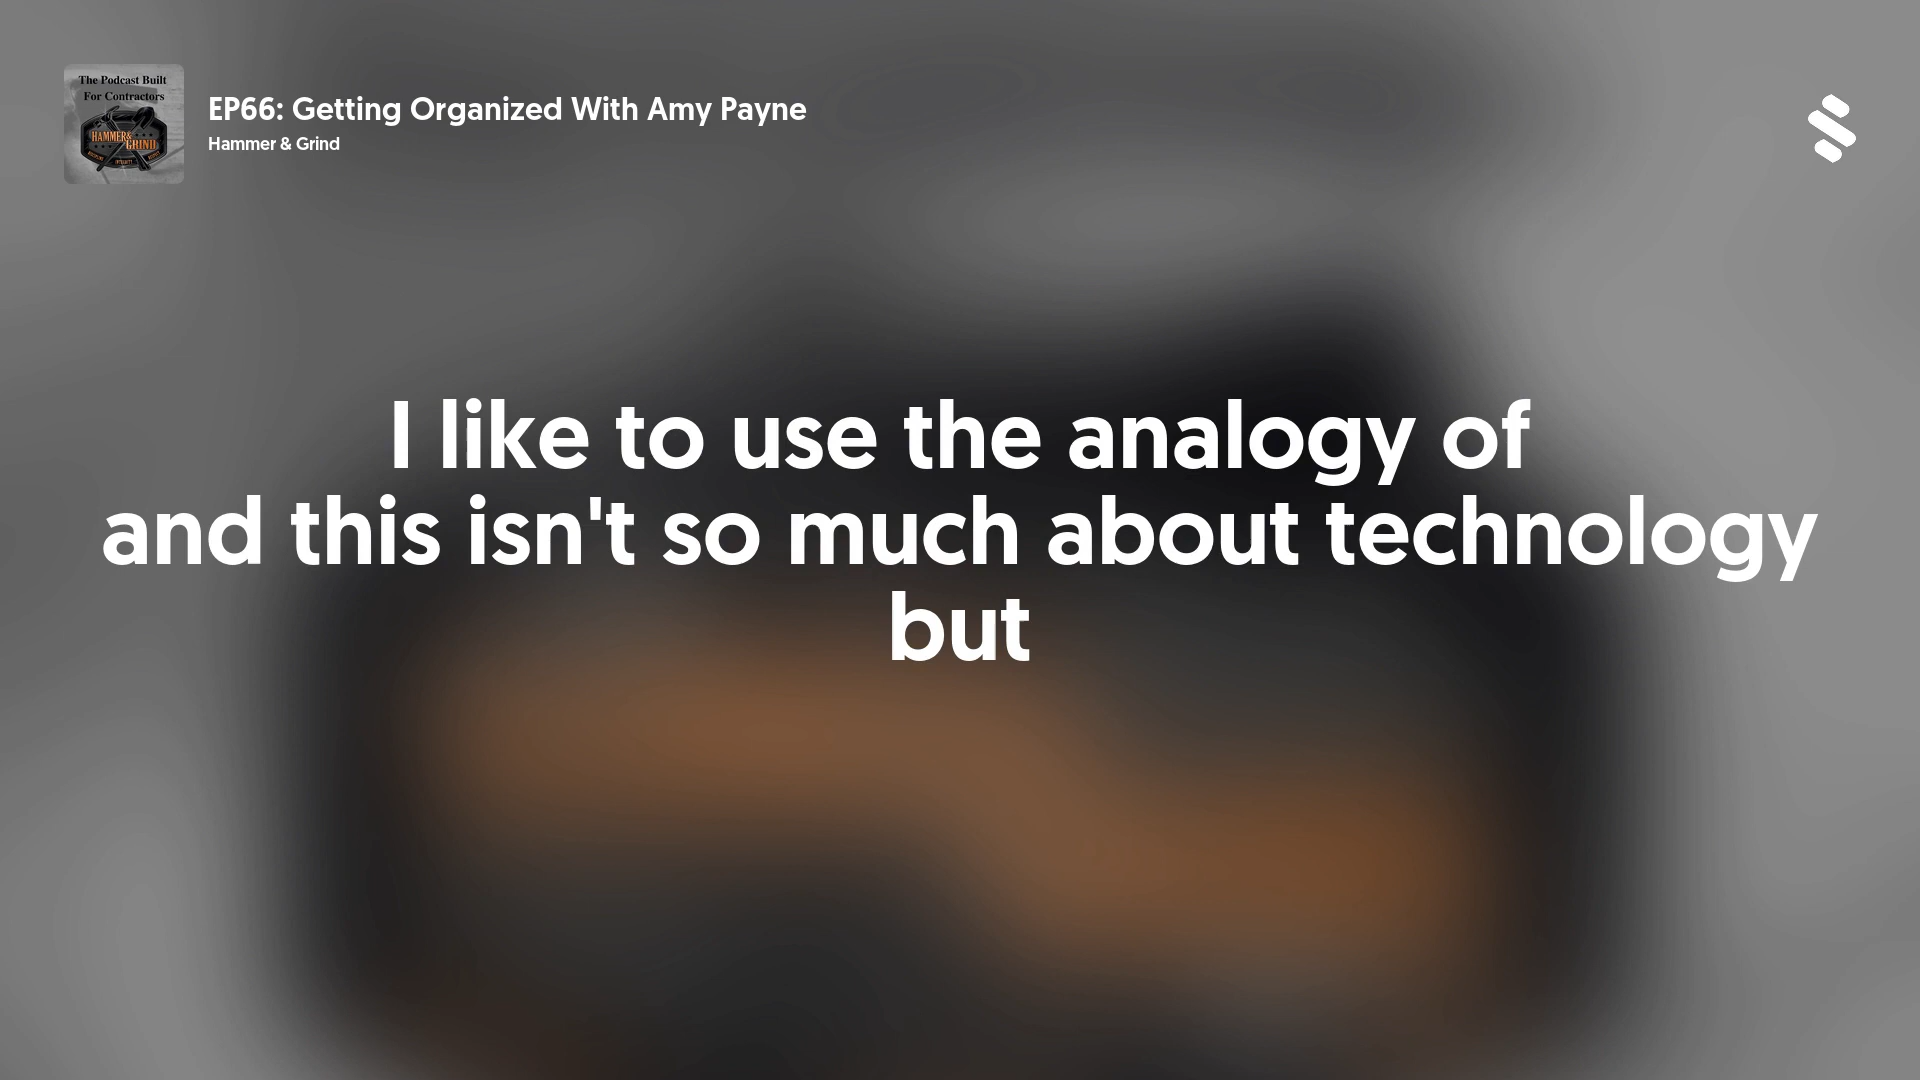 The Podcast Built
For Contractors
HAMMER&
GRIND
EP66: Getting Organized With Amy Payne
Hammer & Grind
I like to use the analogy of
and this isn't so much about technology
but